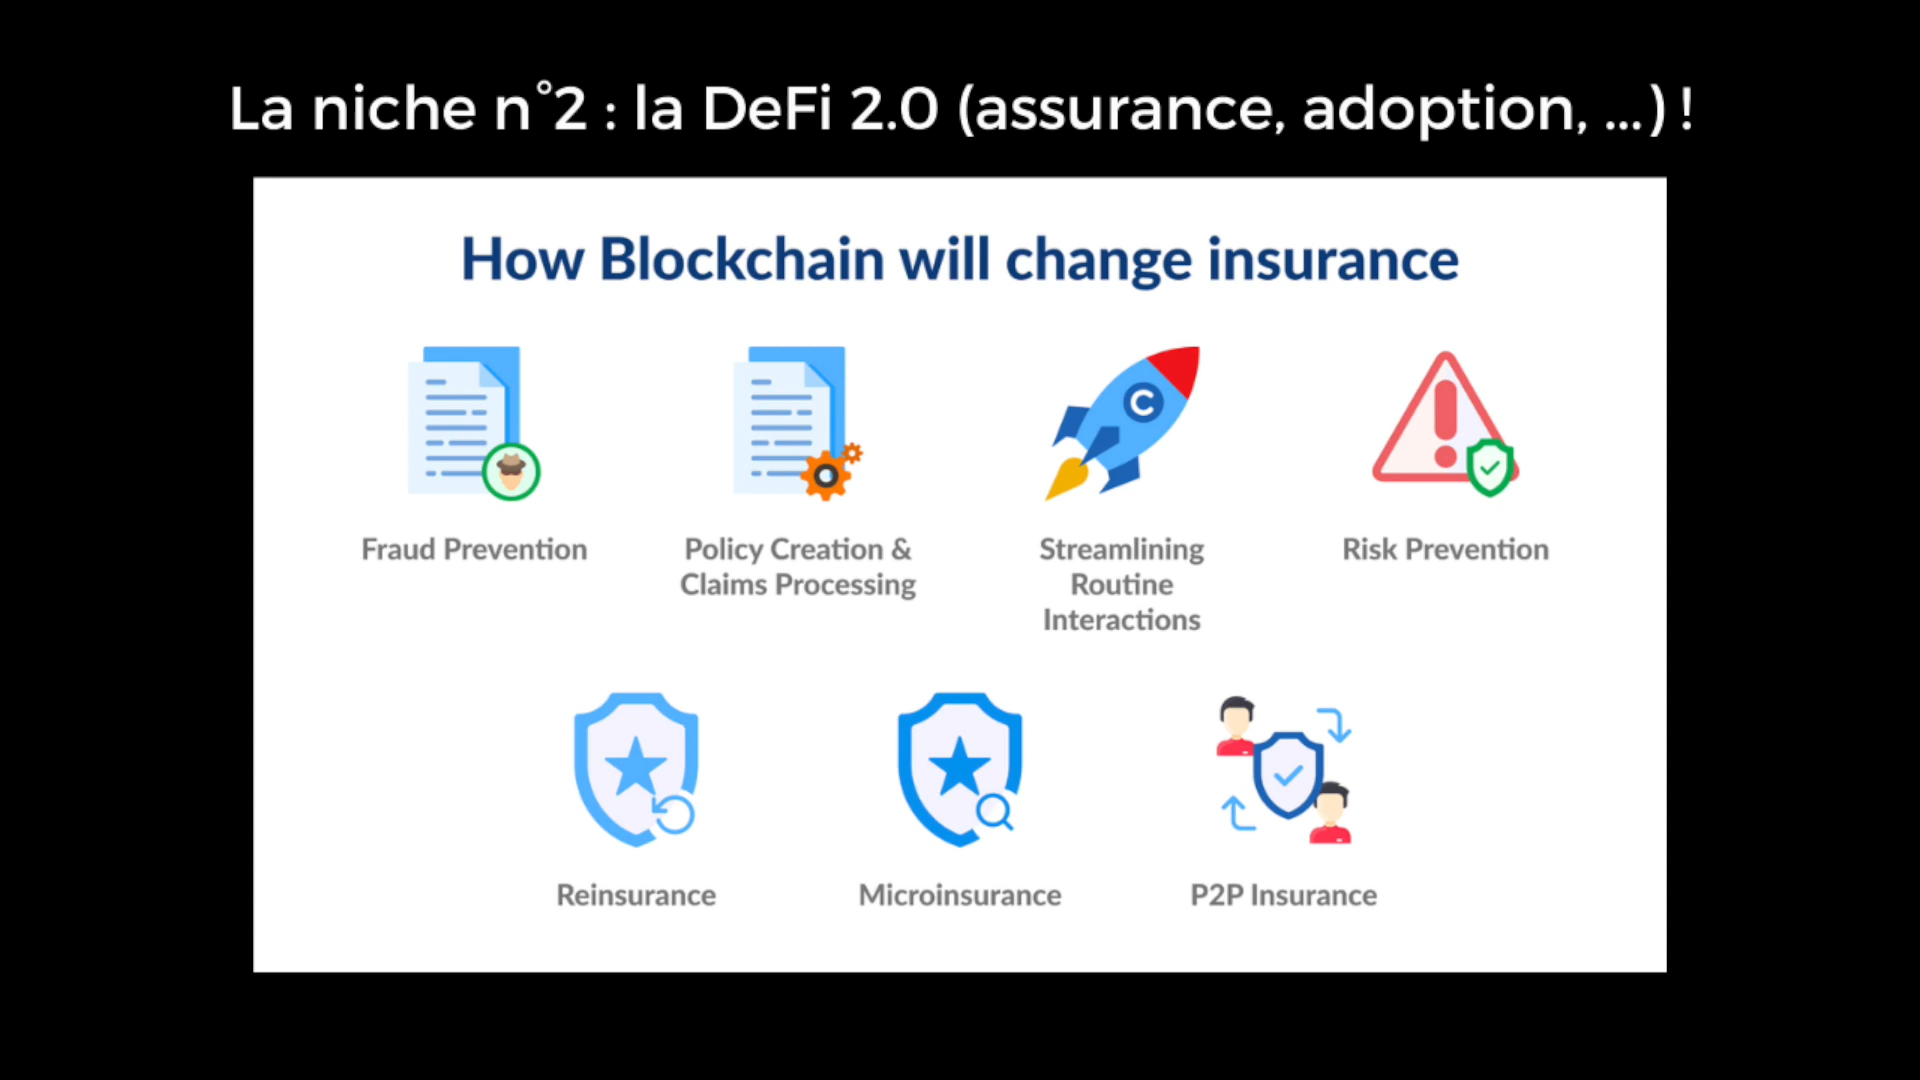 La niche n°2 : la DeFi 2.0 (assurance, adoption, ...) !
How Blockchain will change insurance
C
Fraud Prevention
Policy Creation &
Claims Processing
Streamlining
Routine
Interactions
Risk Prevention
Reinsurance
Microinsurance
P2P Insurance